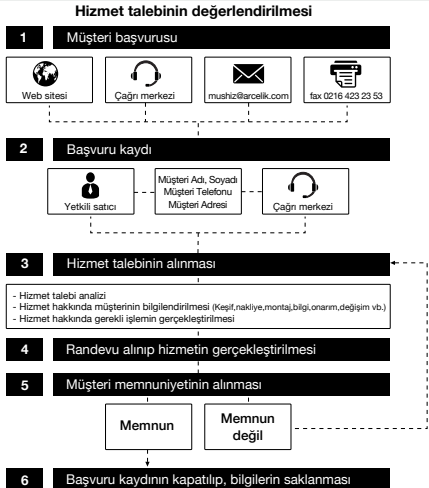 Hizmet talebinin değerlendirilmesi
1 Müşteri başvurusu
Web sitesi
Çağrı merkezi
mushiz@arcelik.com
fax 0216 423 23 53
2 Başvuru kaydı
Yetkili satıcı
Müşteri Adı, Soyadı
Müşteri Telefonu
Müşteri Adresi
Çağrı merkezi
3 Hizmet talebinin alınması
- Hizmet talebi analizi
- Hizmet hakkında müşterinin bilgilendirilmesi (Keşif,nakliye,montaj,bilgi,onarım,değişim vb.)
- Hizmet hakkında gerekli işlemin gerçekleştirilmesi
4 Randevu alınıp hizmetin gerçekleştirilmesi
5 Müşteri memnuniyetinin alınması
Memnun
Memnun
değil
6 Başvuru kaydının kapatılıp, bilgilerin saklanması